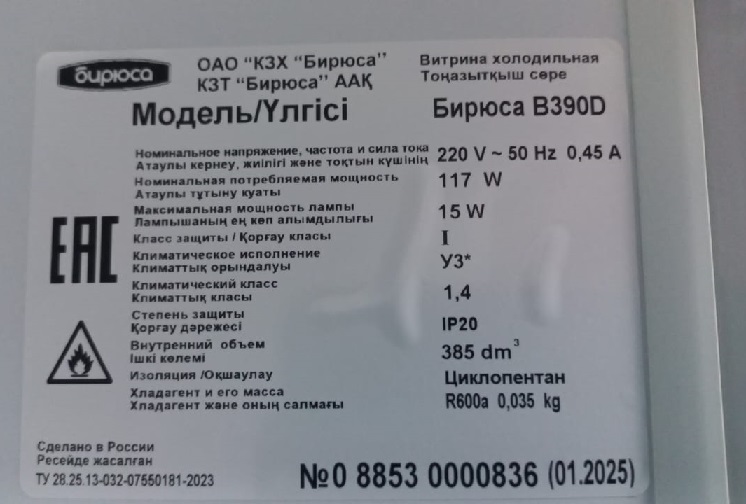 бирюса
ОАО “КЗХ “Бирюса”
КЗТ “Бирюса” ААҚ
Витрина холодильная
Тоңазытқыш сөре
Модель/Үлгісі Бирюса B390D
Номинальное напряжение, частота и сила тока
Атаулы кернеу, жиілігі және тоқтын күшінің
220 V ~ 50 Hz 0,45 A
Номинальная потребляемая мощность
Атаулы тұтыну куаты
117 W
Максимальная мощность лампы
Лампышаның ең көп алымдылығы
15 W
Класс защиты / Қорғау класы I
Климатическое исполнение
Климаттық орындалуы
У3*
Климатический класс
Климаттық класы
1,4
Степень защиты
Қорғау дәрежесі
IP20
Внутренний объем
Ішкі көлемі
385 dm³
Изоляция /Оқшаулау Циклопентан
Хладагент и его масса
Хладагент және оның салмағы
R600a 0,035 kg
EAC
Сделано в России
Ресейде жасалған
ТУ 28.25.13-032-07550181-2023
№0 8853 0000836 (01.2025)